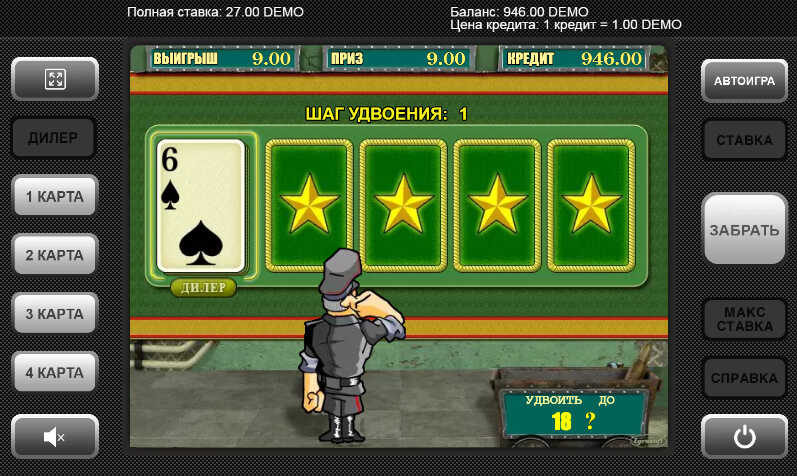 Полная ставка: 27.00 DEMO
Баланс: 946.00 DEMO
Цена кредита: 1 кредит = 1.00 DEMO
ВЫИГРЫШ 9.00
ПРИЗ 9.00
КРЕДИТ 946.00
АВТОИГРА
ШАГ УДВОЕНИЯ: 1
ДИЛЕР
СТАВКА
6
1 КАРТА
ЗАБРАТЬ
2 КАРТА
ДИЛЕР
3 КАРТА
МАКС
СТАВКА
4 КАРТА
СПРАВКА
УДВОИТЬ ДО
18 ?
Igrosoft